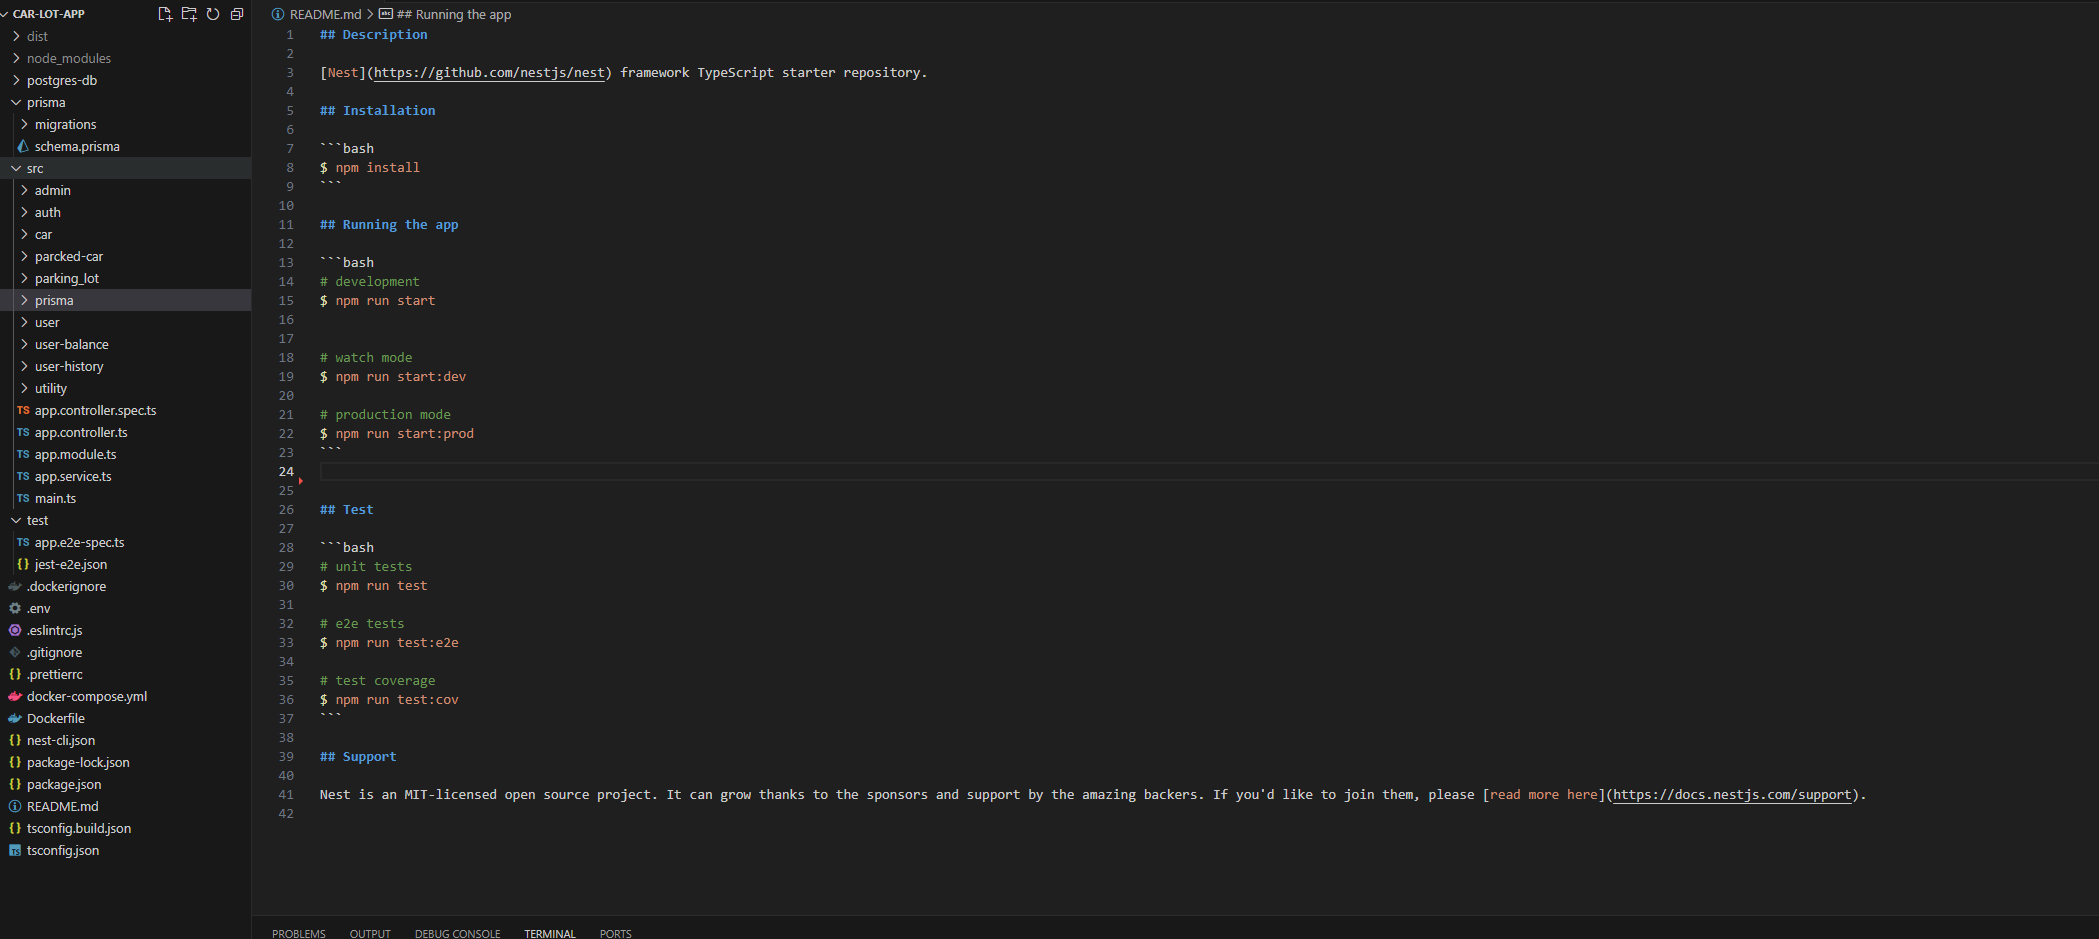 CAR-LOT-APP
dist
node_modules
postgres-db
prisma
migrations
schema.prisma
src
admin
auth
car
parcked-car
parking_lot
prisma
user
user-balance
user-history
utility
TS app.controller.spec.ts
TS app.controller.ts
TS app.module.ts
TS app.service.ts
TS main.ts
test
TS app.e2e-spec.ts
{} jest-e2e.json
.dockerignore
.env
.eslintrc.js
.gitignore
{} .prettierrc
docker-compose.yml
Dockerfile
{} nest-cli.json
{} package-lock.json
{} package.json
README.md
{} tsconfig.build.json
TS tsconfig.json
README.md > ## Running the app
1 ## Description
2
3 [Nest](https://github.com/nestjs/nest) framework TypeScript starter repository.
4
5 ## Installation
6
7 ```bash
8 $ npm install
9 ```
10
11 ## Running the app
12
13 ```bash
14 # development
15 $ npm run start
16
17
18 # watch mode
19 $ npm run start:dev
20
21 # production mode
22 $ npm run start:prod
23 ```
24
25
26 ## Test
27
28 ```bash
29 # unit tests
30 $ npm run test
31
32 # e2e tests
33 $ npm run test:e2e
34
35 # test coverage
36 $ npm run test:cov
37 ```
38
39 ## Support
40
41 Nest is an MIT-licensed open source project. It can grow thanks to the sponsors and support by the amazing backers. If you'd like to join them, please [read more here](https://docs.nestjs.com/support).
42
PROBLEMS OUTPUT DEBUG CONSOLE TERMINAL PORTS